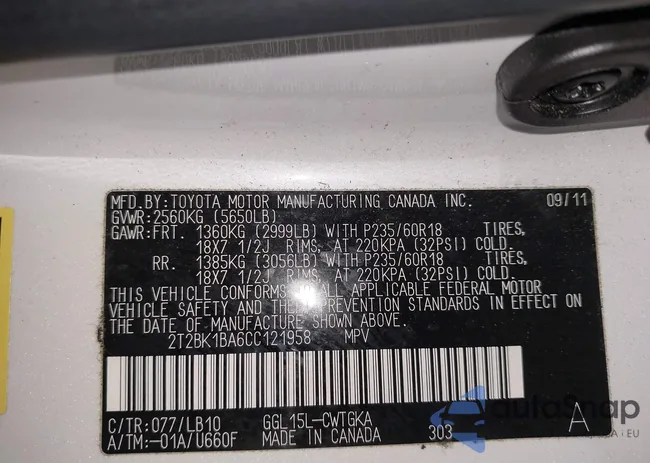 MFD.BY:TOYOTA MOTOR MANUFACTURING CANADA INC. 09/11
GVWR:2560KG (5650LB)
GAWR:FRT. 1360KG (2999LB) WITH P235/60R18 TIRES,
18X7 1/2J RIMS, AT 220KPA (32PSI) COLD.
RR. 1385KG (3056LB) WITH P235/60R18 TIRES,
18X7 1/2J RIMS, AT 220KPA (32PSI) COLD.
THIS VEHICLE CONFORMS TO ALL APPLICABLE FEDERAL MOTOR
VEHICLE SAFETY AND THEFT PREVENTION STANDARDS IN EFFECT ON
THE DATE OF MANUFACTURE SHOWN ABOVE.
2T2BK1BA6CC121958 MPV
C/TR:077/LB10 GGL15L-CWTGKA
A/TM:-01A/U660F MADE IN CANADA 303 A
autoSnap